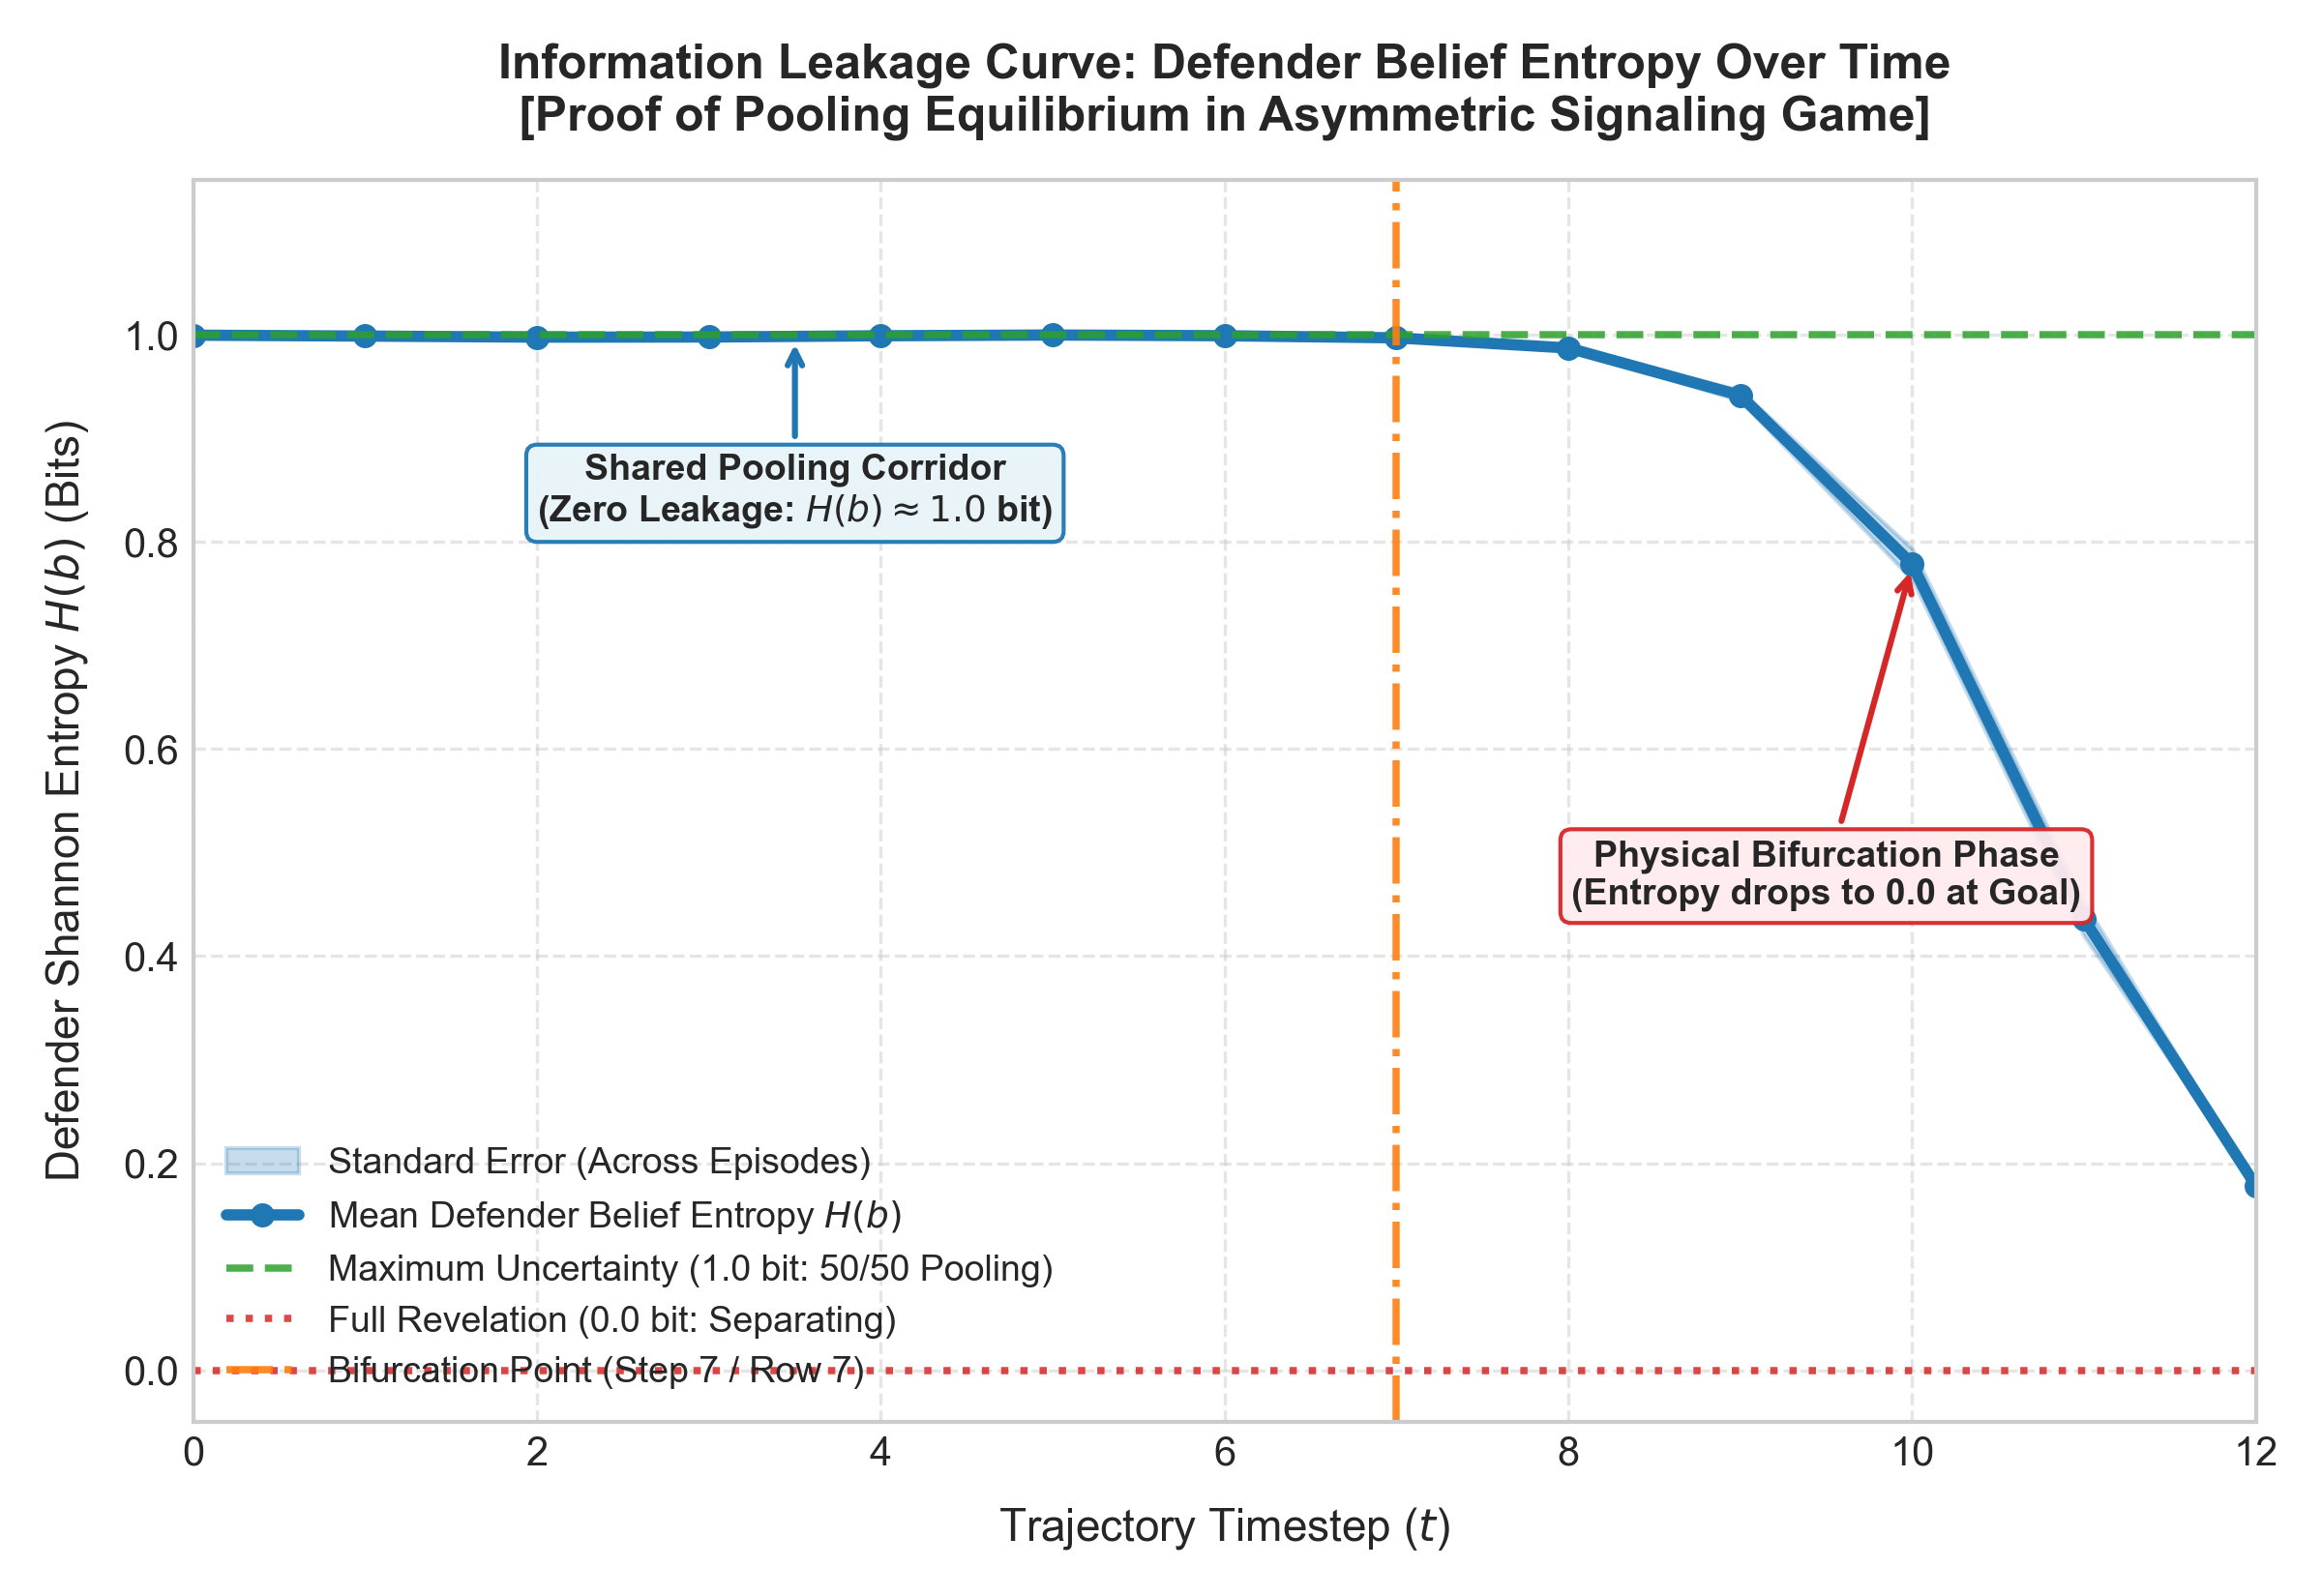 Information Leakage Curve: Defender Belief Entropy Over Time
[Proof of Pooling Equilibrium in Asymmetric Signaling Game]
Defender Shannon Entropy H(b) (Bits)
1.0
0.8
0.6
0.4
0.2
0.0
Shared Pooling Corridor
(Zero Leakage: H(b) ≈ 1.0 bit)
Physical Bifurcation Phase
(Entropy drops to 0.0 at Goal)
Standard Error (Across Episodes)
Mean Defender Belief Entropy H(b)
Maximum Uncertainty (1.0 bit: 50/50 Pooling)
Full Revelation (0.0 bit: Separating)
Bifurcation Point (Step 7 / Row 7)
0 2 4 6 8 10 12
Trajectory Timestep (t)